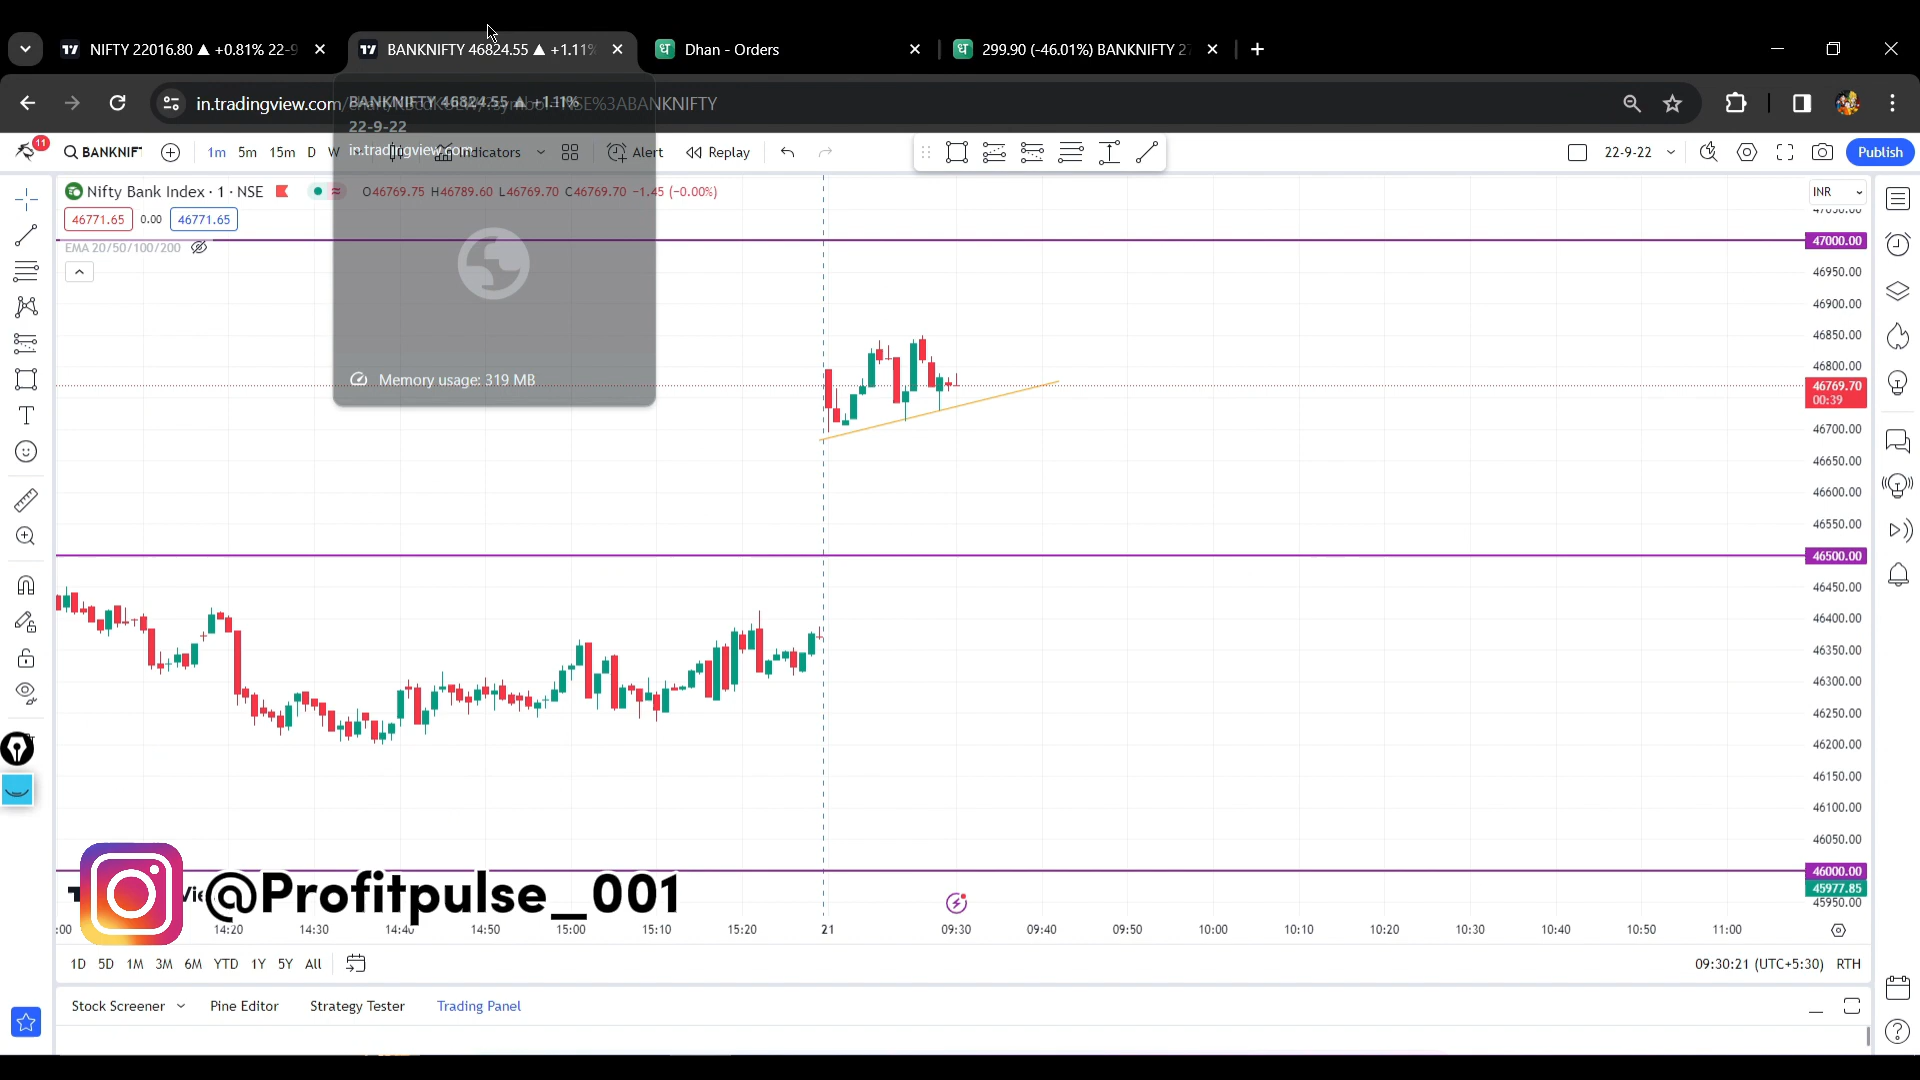 NIFTY 22016.80 ▲ +0.81% 22-9
BANKNIFTY 46824.55 ▲ +1.11%
Dhan - Orders
299.90 (-46.01%) BANKNIFTY 27
in.tradingview.com
BANKNIFTY 46824.55 ▲ +1.11%
22-9-22
in.tradingview.com
Memory usage: 319 MB
11
BANKNIF
1m 5m 15m D W
Indicators
Alert
Replay
22-9-22
Publish
Nifty Bank Index · 1 · NSE
O46769.75 H46789.60 L46769.70 C46769.70 −1.45 (−0.00%)
INR
46771.65 0.00 46771.65
EMA 20/50/100/200
47000.00
46950.00
46900.00
46850.00
46800.00
46769.70
00:39
46700.00
46650.00
46600.00
46550.00
46500.00
46450.00
46400.00
46350.00
46300.00
46250.00
46200.00
46150.00
46100.00
46050.00
46000.00
45977.85
45950.00
@Profitpulse_001
:00 14:20 14:30 14:40 14:50 15:00 15:10 15:20 21 09:30 09:40 09:50 10:00 10:10 10:20 10:30 10:40 10:50 11:00
1D 5D 1M 3M 6M YTD 1Y 5Y All
09:30:21 (UTC+5:30) RTH
Stock Screener Pine Editor Strategy Tester Trading Panel